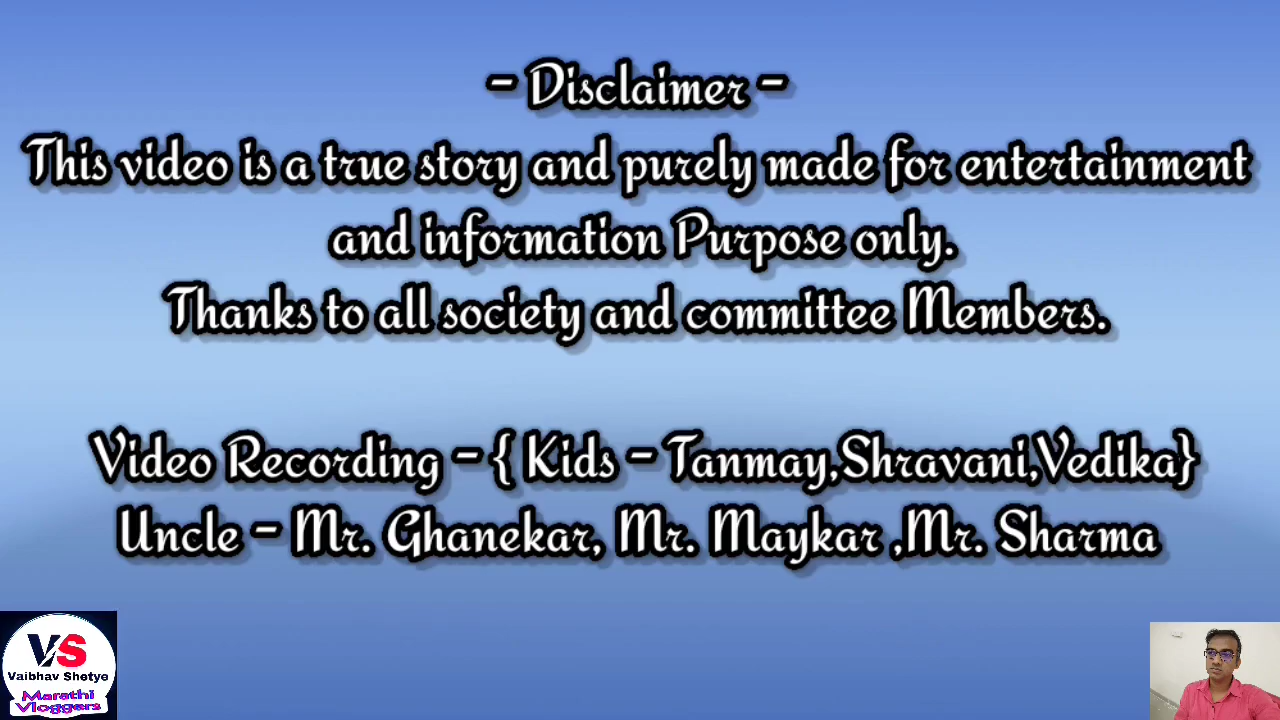 - Disclaimer -
This video is a true story and purely made for entertainment
and information Purpose only.
Thanks to all society and committee Members.
Video Recording - { Kids - Tanmay,Shravani,Vedika}
Uncle - Mr. Ghanekar, Mr. Maykar ,Mr. Sharma
VS
Vaibhav Shetye
Marathi
Vloggers